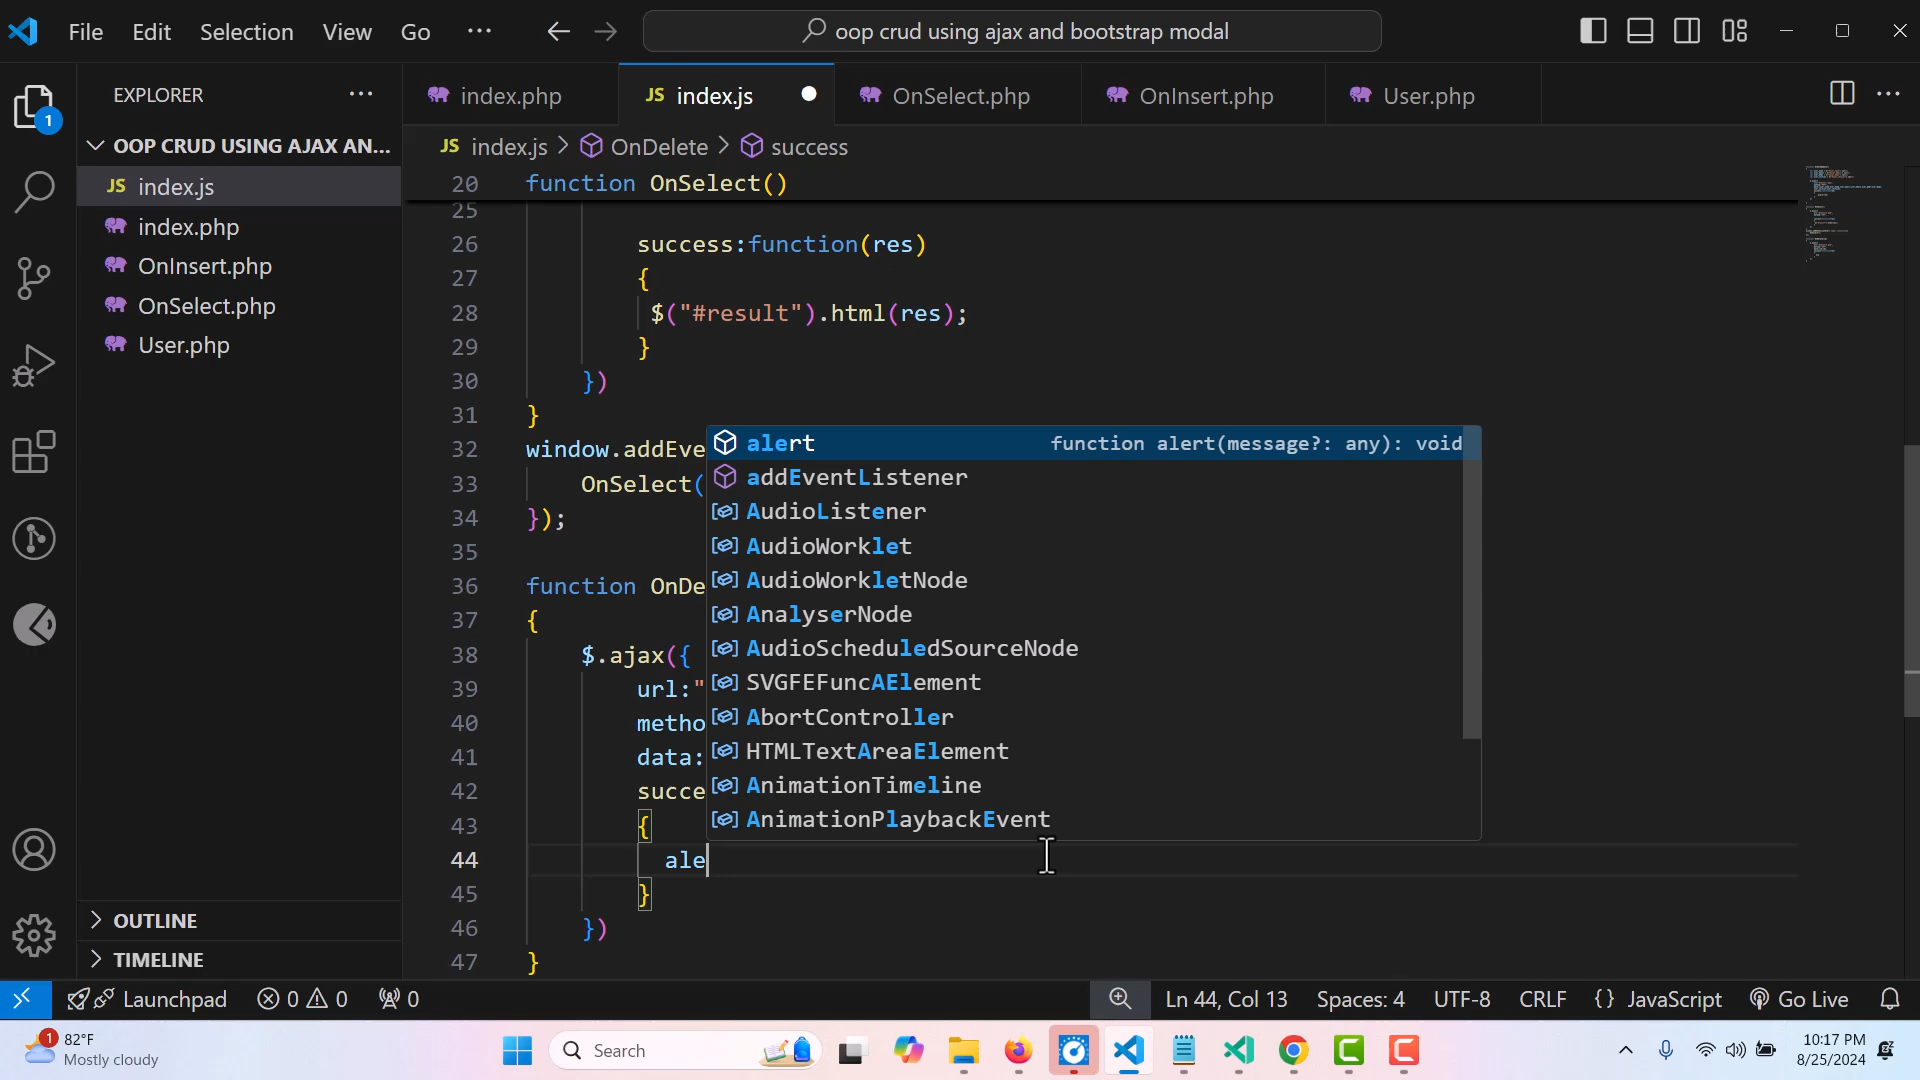 File Edit Selection View Go ···
oop crud using ajax and bootstrap modal
EXPLORER ···
index.php
JS index.js
OnSelect.php
OnInsert.php
User.php
OOP CRUD USING AJAX AN...
JS index.js > OnDelete > success
JS index.js
index.php
OnInsert.php
OnSelect.php
User.php
1
20 function OnSelect()
25
26 success:function(res)
27 {
28 $("#result").html(res);
29 }
30 })
31 }
32 window.addEve
33 OnSelect(
34 });
35
36 function OnDe
37 {
38 $.ajax({
39 url:"
40 metho
41 data:
42 succe
43 {
44 ale
45 }
46 })
47 }
alert function alert(message?: any): void
addEventListener
AudioListener
AudioWorklet
AudioWorkletNode
AnalyserNode
AudioScheduledSourceNode
SVGFEFuncAElement
AbortController
HTMLTextAreaElement
AnimationTimeline
AnimationPlaybackEvent
OUTLINE
TIMELINE
Launchpad 0 0 0 Ln 44, Col 13 Spaces: 4 UTF-8 CRLF {} JavaScript Go Live
1
82°F
Mostly cloudy
Search
10:17 PM
8/25/2024